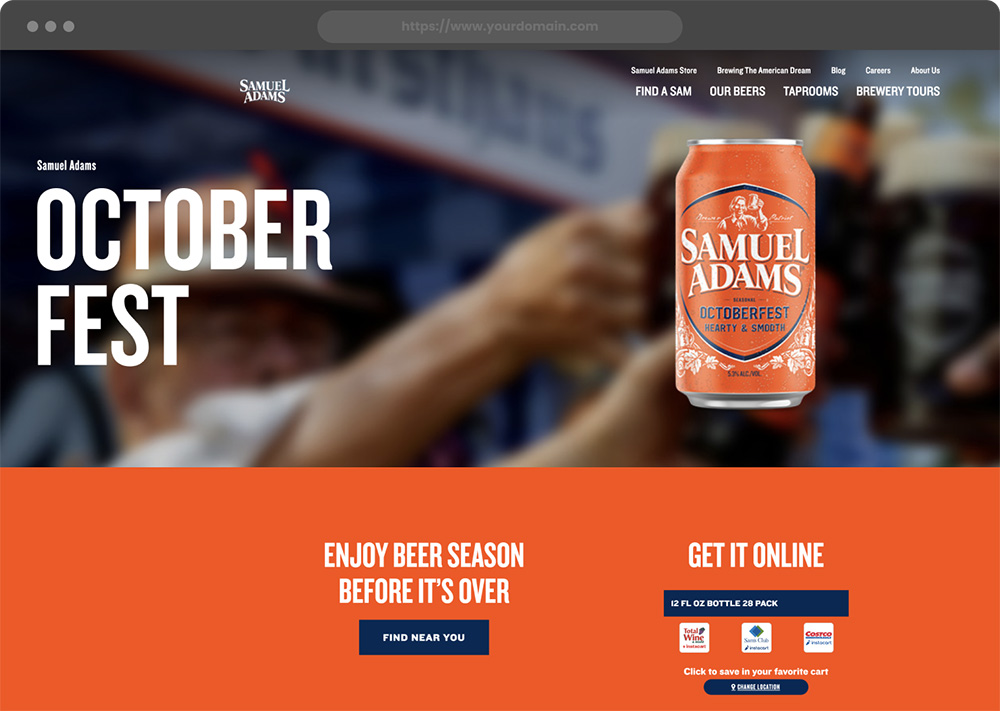 https://www.yourdomain.com
Samuel Adams Store Brewing The American Dream Blog Careers About Us
SAMUEL
ADAMS
FIND A SAM OUR BEERS TAPROOMS BREWERY TOURS
Samuel Adams
OCTOBER
FEST
SAMUEL
ADAMS
SEASONAL
OCTOBERFEST
HEARTY & SMOOTH
5.3% ALC./VOL.
ENJOY BEER SEASON
BEFORE IT'S OVER
FIND NEAR YOU
GET IT ONLINE
12 FL OZ BOTTLE 28 PACK
Total
Wine
instacart
Sam's Club
instacart
COSTCO
instacart
Click to save in your favorite cart
CHANGE LOCATION